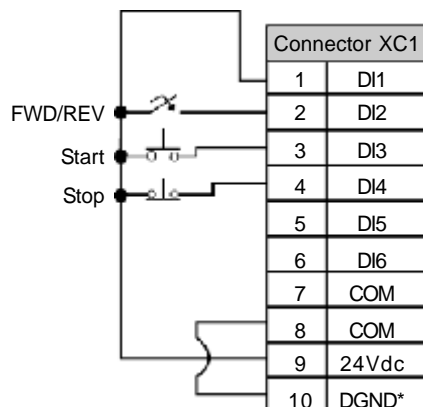 Connector XC1
1 DI1
FWD/REV 2 DI2
Start 3 DI3
Stop 4 DI4
5 DI5
6 DI6
7 COM
8 COM
9 24Vdc
10 DGND*